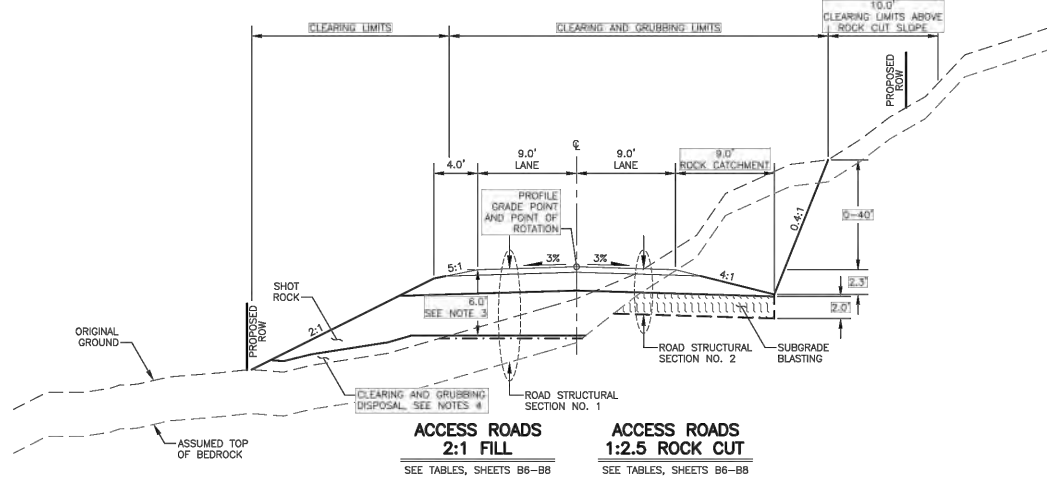 10.0'
CLEARING LIMITS ABOVE
ROCK CUT SLOPE
CLEARING LIMITS
CLEARING AND GRUBBING LIMITS
PROPOSED
ROW
℄
4.0'
9.0'
LANE
9.0'
LANE
9.0'
ROCK CATCHMENT
PROFILE
GRADE POINT
AND POINT OF
ROTATION
0.4:1
0-40'
5:1
3%
3%
4:1
2.3'
2.0'
SHOT
ROCK
6.0'
SEE NOTE 3
2:1
PROPOSED
ROW
ORIGINAL
GROUND
ROAD STRUCTURAL
SECTION NO. 2
SUBGRADE
BLASTING
CLEARING AND GRUBBING
DISPOSAL, SEE NOTES 4
ROAD STRUCTURAL
SECTION NO. 1
ASSUMED TOP
OF BEDROCK
ACCESS ROADS
2:1 FILL
SEE TABLES, SHEETS B6-B8
ACCESS ROADS
1:2.5 ROCK CUT
SEE TABLES, SHEETS B6-B8